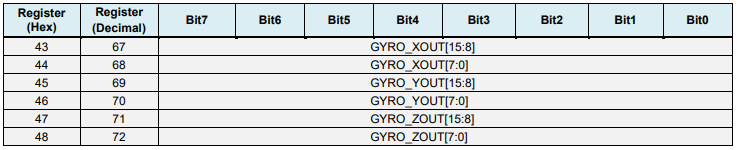 Register (Hex) Register (Decimal) Bit7 Bit6 Bit5 Bit4 Bit3 Bit2 Bit1 Bit0
43 67 GYRO_XOUT[15:8]
44 68 GYRO_XOUT[7:0]
45 69 GYRO_YOUT[15:8]
46 70 GYRO_YOUT[7:0]
47 71 GYRO_ZOUT[15:8]
48 72 GYRO_ZOUT[7:0]